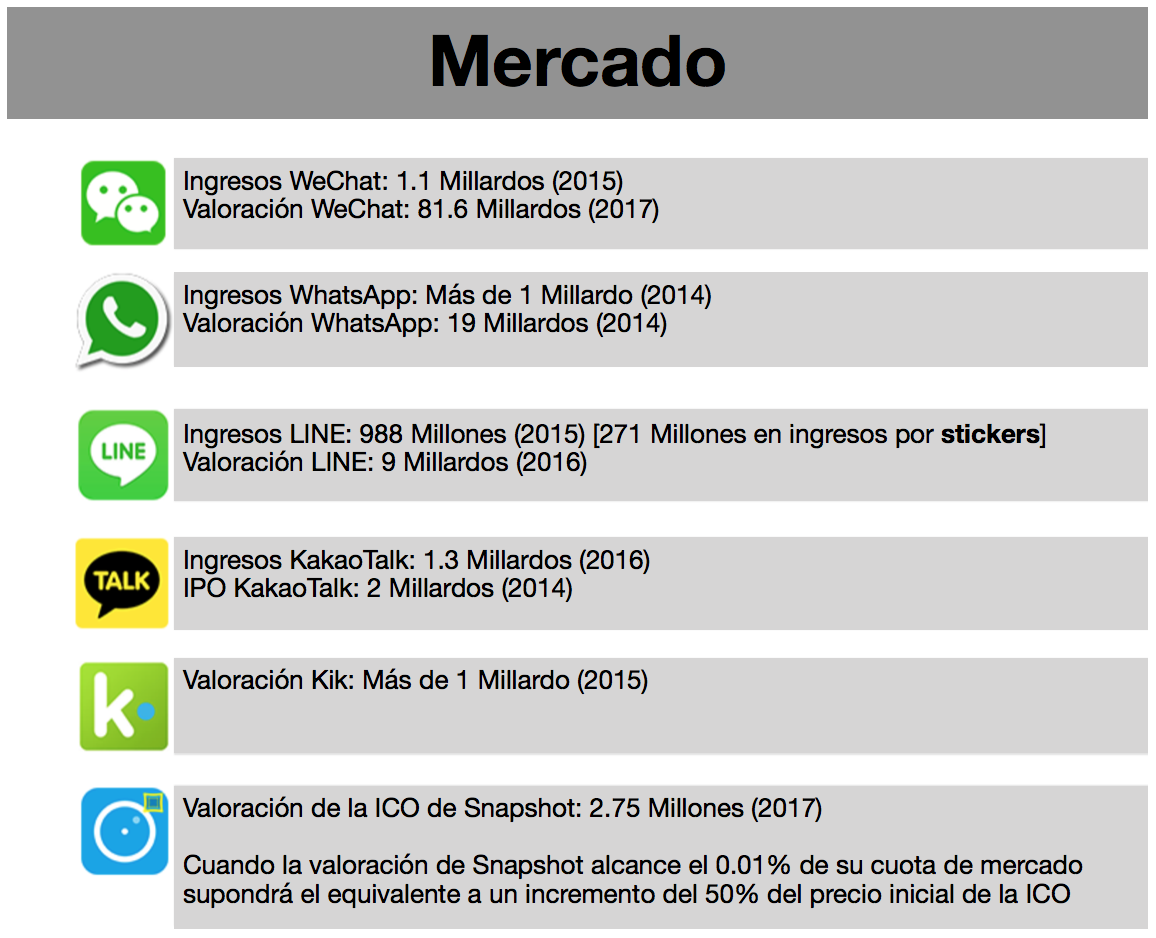 Mercado
Ingresos WeChat: 1.1 Millardos (2015)
Valoración WeChat: 81.6 Millardos (2017)
Ingresos WhatsApp: Más de 1 Millardo (2014)
Valoración WhatsApp: 19 Millardos (2014)
LINE
Ingresos LINE: 988 Millones (2015) [271 Millones en ingresos por stickers]
Valoración LINE: 9 Millardos (2016)
TALK
Ingresos KakaoTalk: 1.3 Millardos (2016)
IPO KakaoTalk: 2 Millardos (2014)
k
Valoración Kik: Más de 1 Millardo (2015)
Valoración de la ICO de Snapshot: 2.75 Millones (2017)
Cuando la valoración de Snapshot alcance el 0.01% de su cuota de mercado
supondrá el equivalente a un incremento del 50% del precio inicial de la ICO